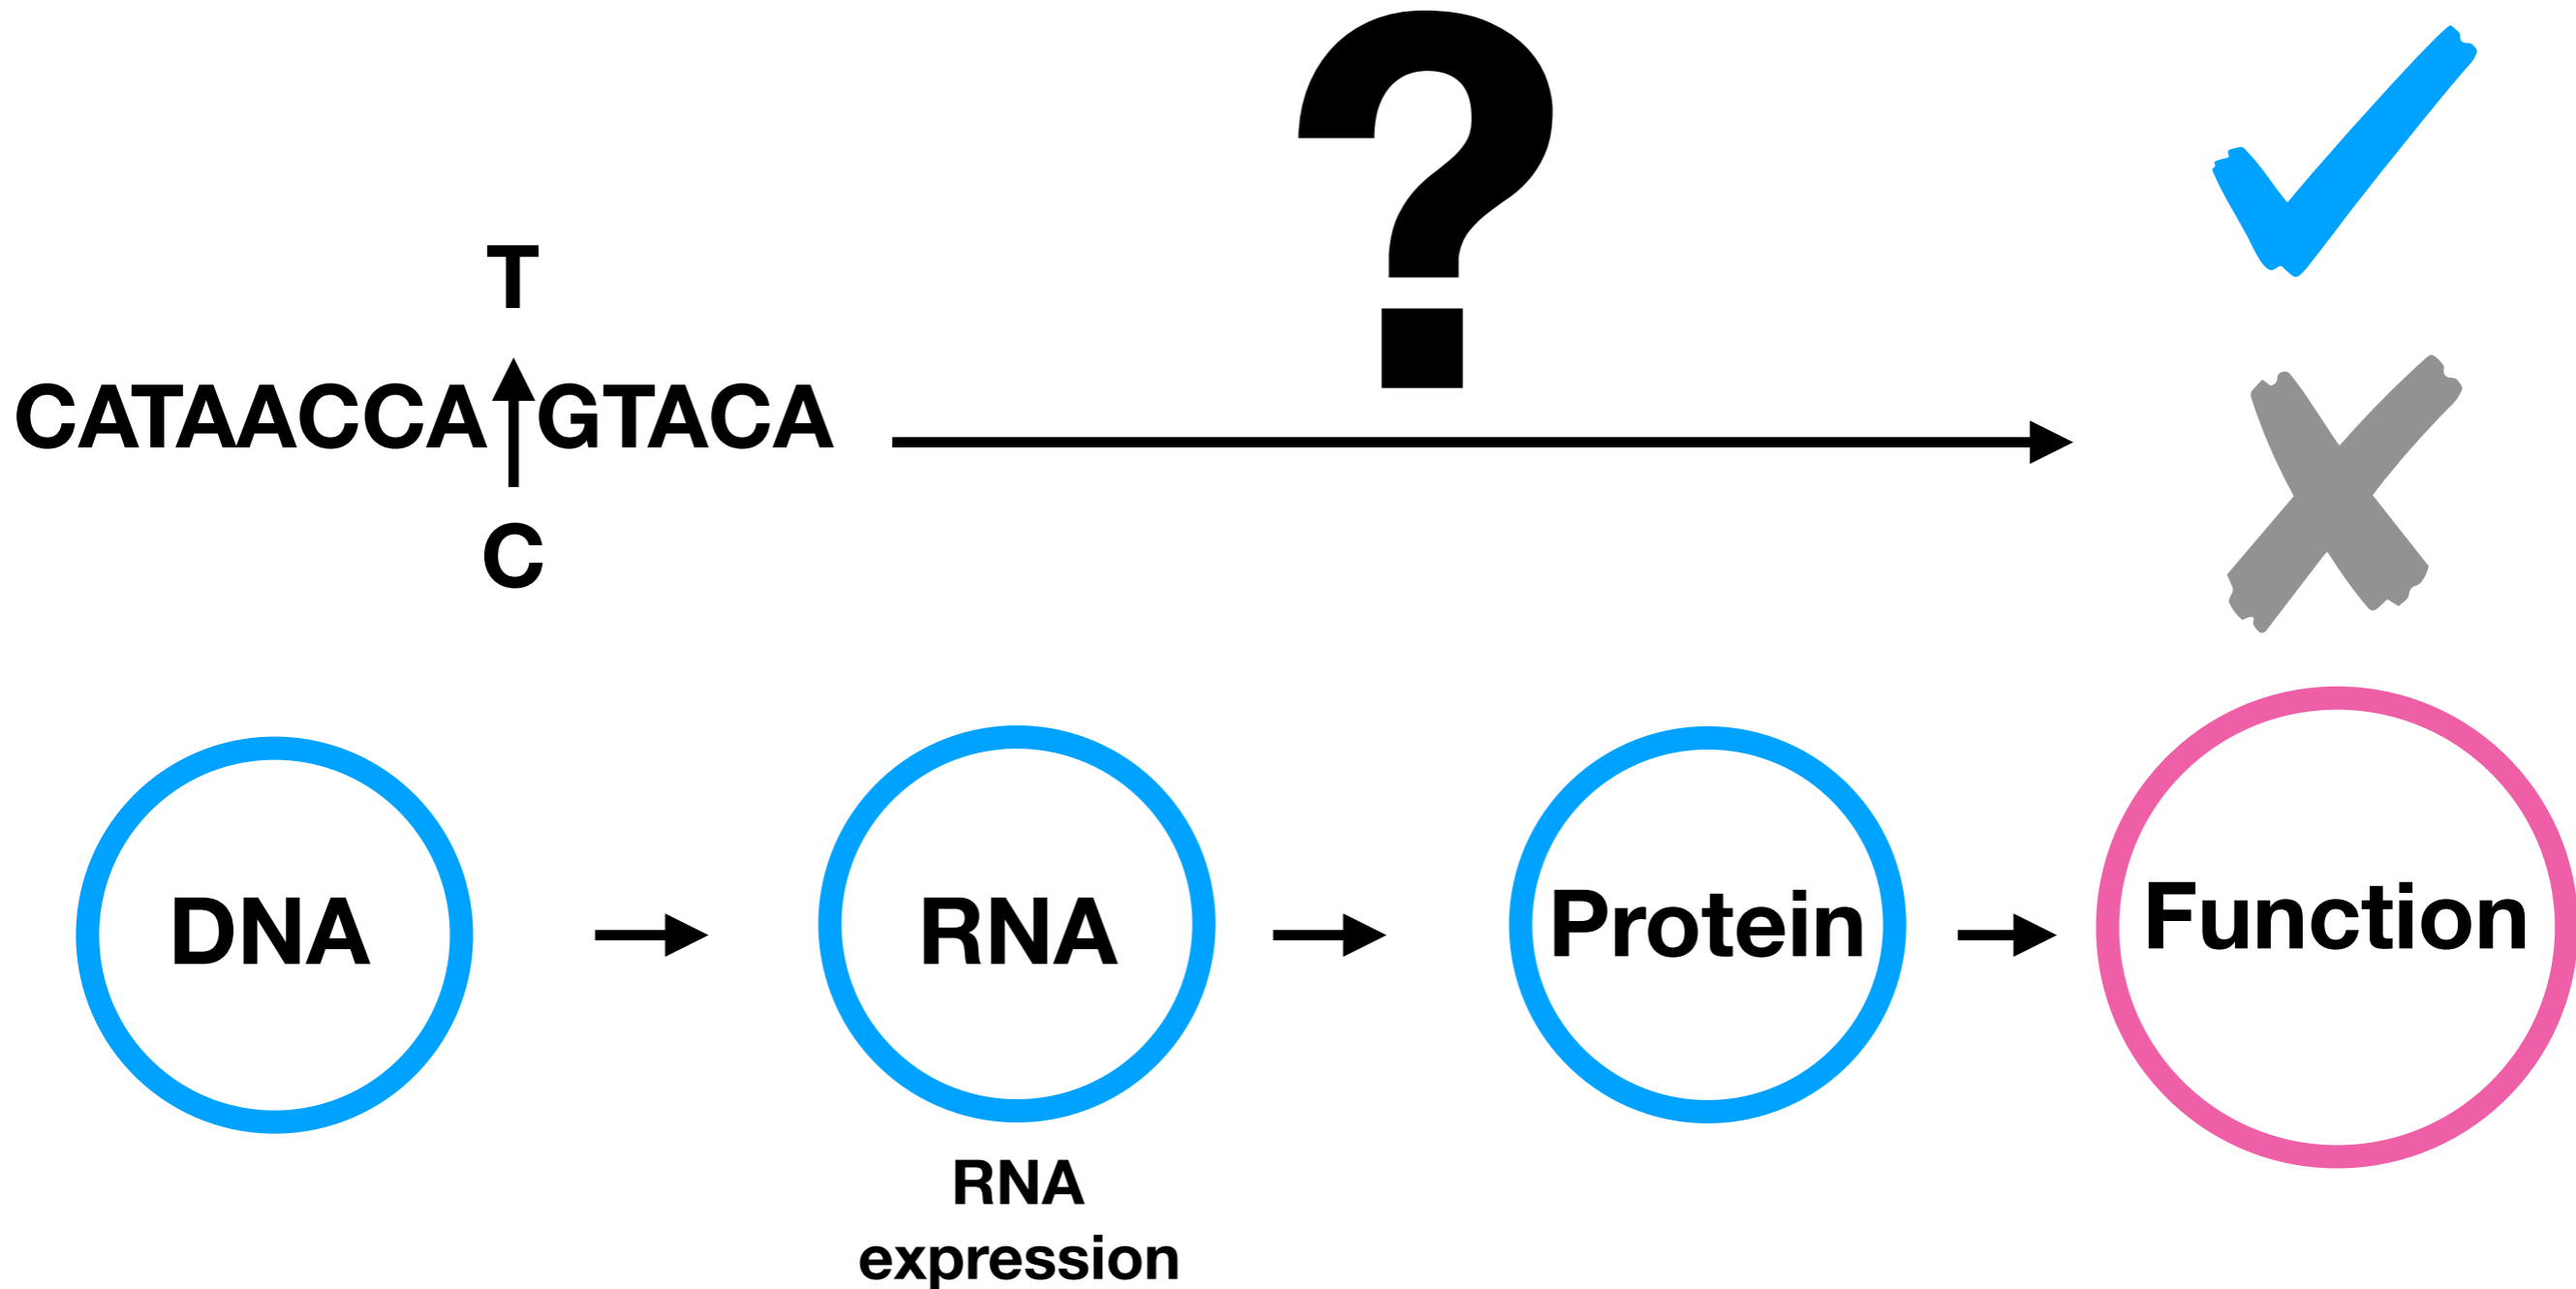 ?
T
CATAACCA GTACA
C
DNA RNA Protein Function
RNA
expression